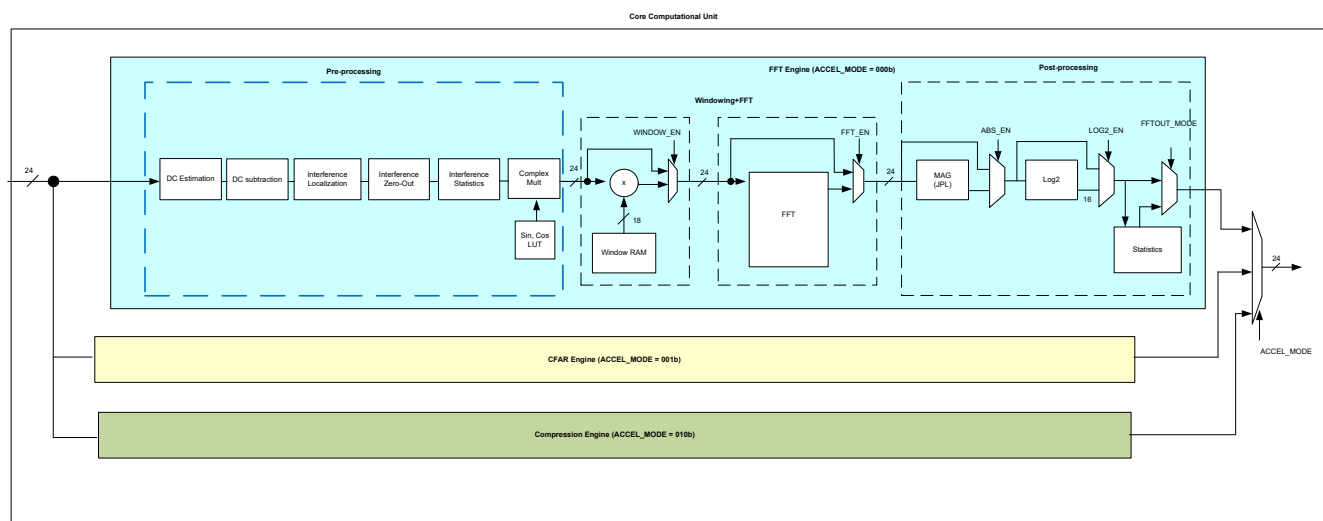 Core Computational Unit
Pre-processing
FFT Engine (ACCEL_MODE = 000b)
Post-processing
Windowing+FFT
WINDOW_EN
FFT_EN
ABS_EN
LOG2_EN
FFTOUT_MODE
24
DC Estimation
DC subtraction
Interference
Localization
Interference
Zero-Out
Interference
Statistics
Complex
Mult
24
x
24
FFT
24
MAG
(JPL)
Log2
16
18
Sin, Cos
LUT
Window RAM
Statistics
24
CFAR Engine (ACCEL_MODE = 001b)
ACCEL_MODE
Compression Engine (ACCEL_MODE = 010b)